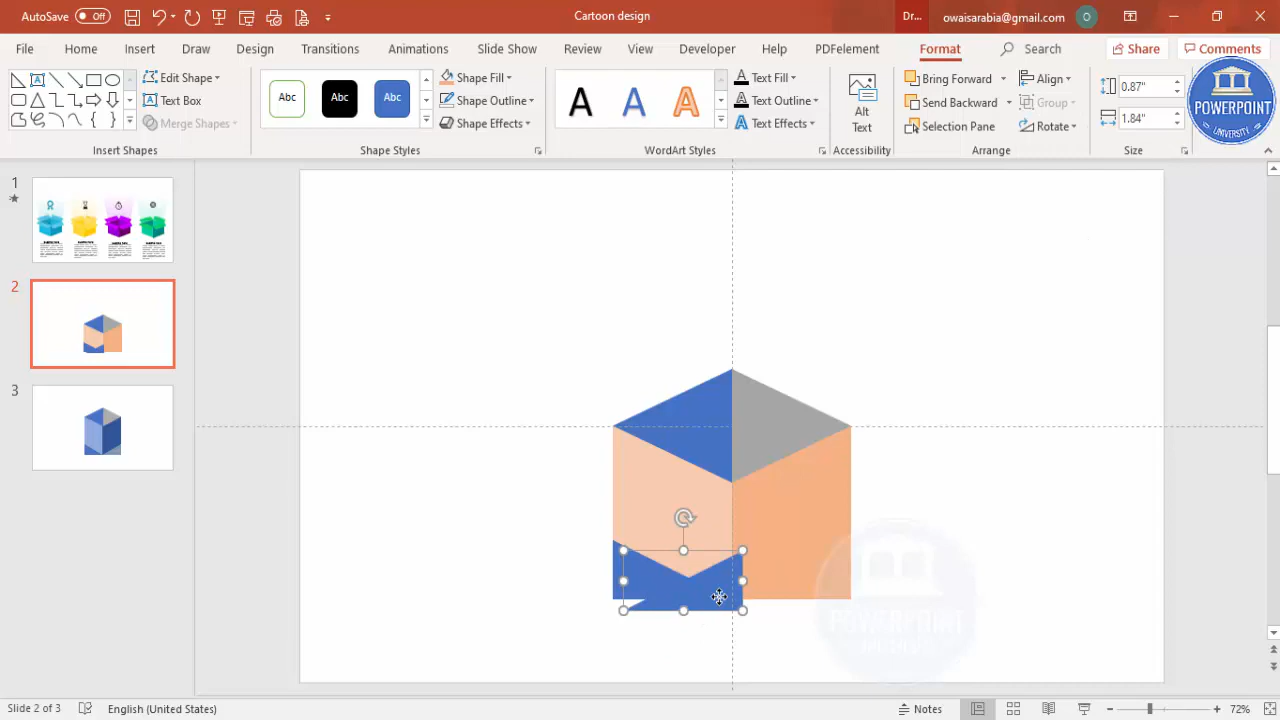 AutoSave Off
Cartoon design
Dr...
owaisarabia@gmail.com
O
File Home Insert Draw Design Transitions Animations Slide Show Review View Developer Help PDFelement Format Search Share Comments
Edit Shape
Text Box
Merge Shapes
Insert Shapes
Abc Abc Abc
Shape Fill
Shape Outline
Shape Effects
Shape Styles
A A A
Text Fill
Text Outline
Text Effects
WordArt Styles
Alt
Text
Accessibility
Bring Forward
Send Backward
Selection Pane
Align
Group
Rotate
Arrange
0.87"
1.84"
Size
POWERPOINT
UNIVERSITY
1
2
3
POWERPOINT
UNIVERSITY
Slide 2 of 3
English (United States)
Notes
72%